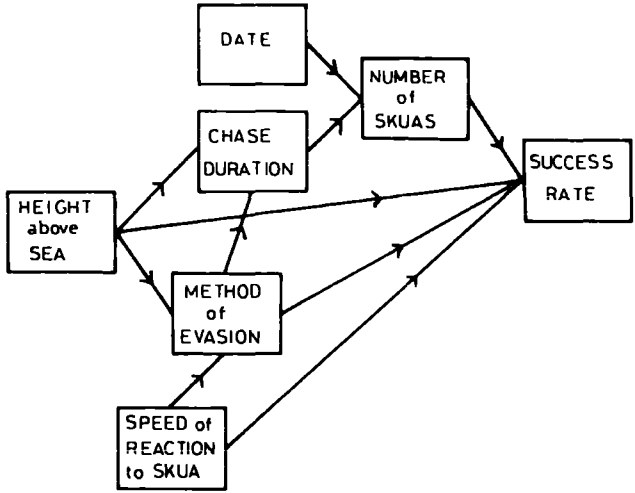 DATE
NUMBER
of
SKUAS
CHASE
DURATION
SUCCESS
RATE
HEIGHT
above
SEA
METHOD
of
EVASION
SPEED of
REACTION
to SKUA